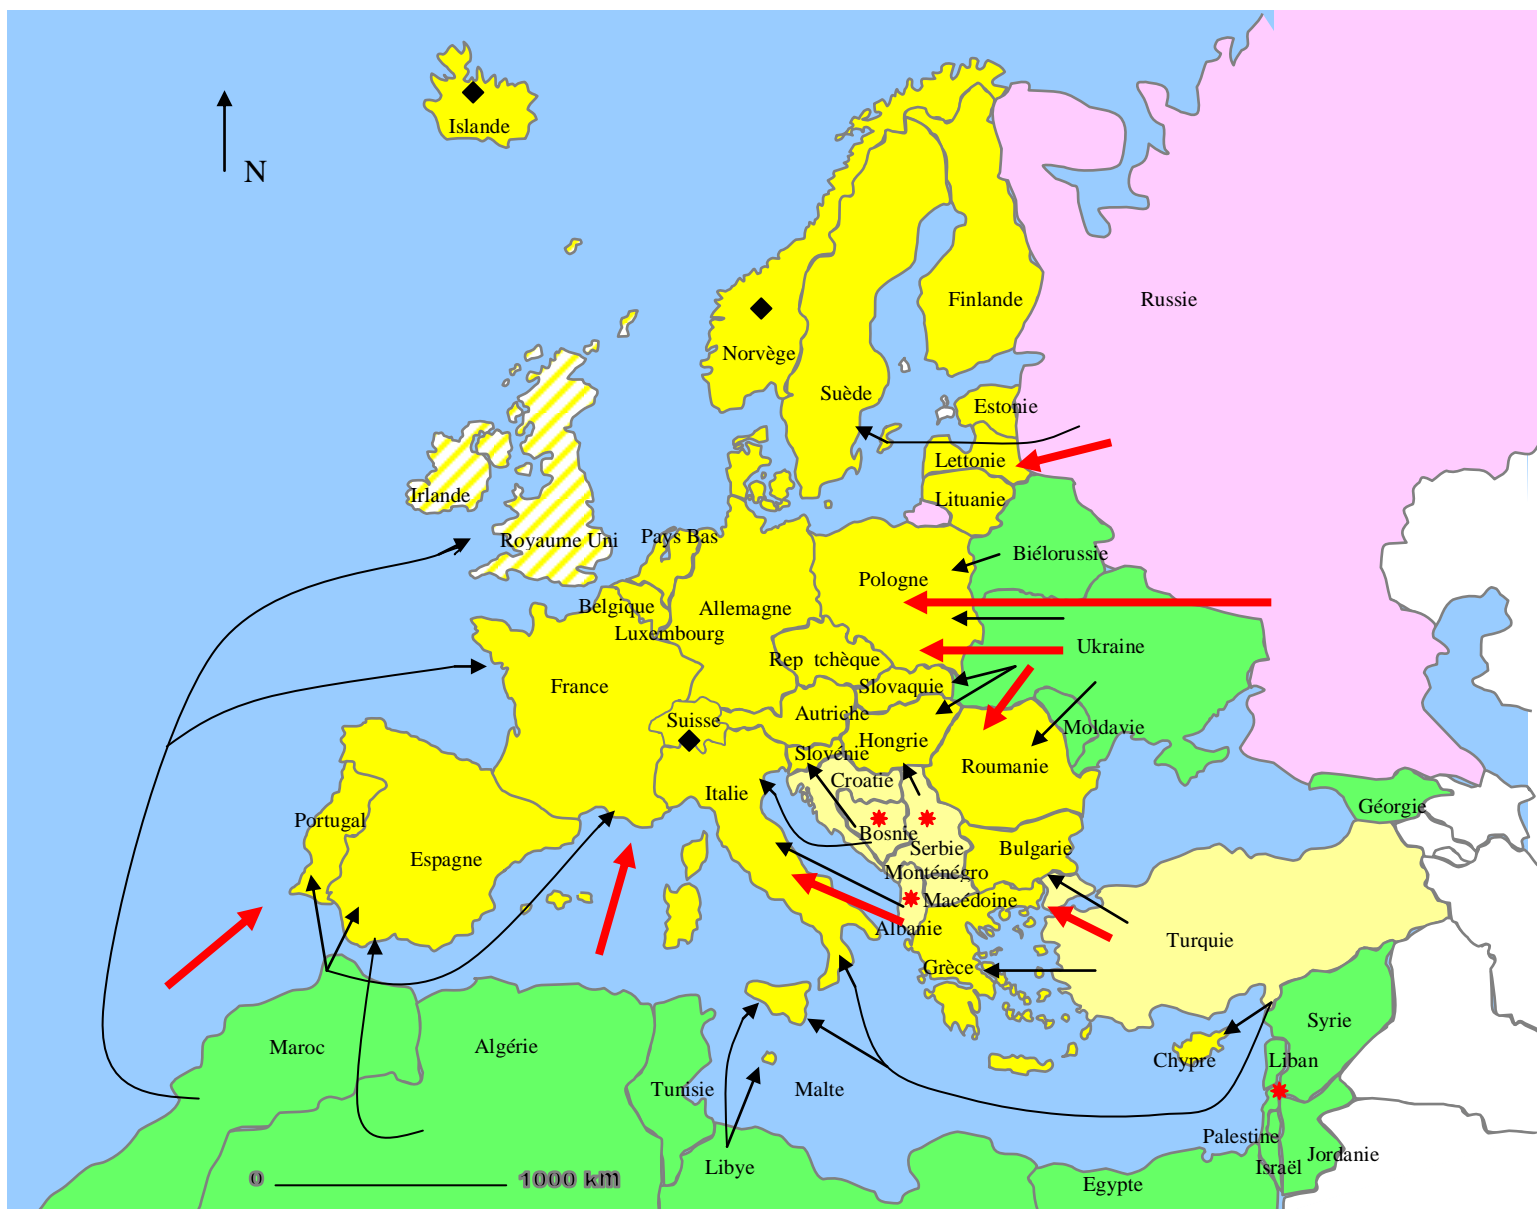 Islande
N
Finlande
Russie
Norvège
Suède
Estonie
Lettonie
Irlande
Lituanie
Royaume Uni
Pays Bas
Biélorussie
Pologne
Belgique
Allemagne
Luxembourg
Ukraine
Rep tchèque
France
Slovaquie
Suisse
Autriche
Moldavie
Hongrie
Slovénie
Roumanie
Croatie
Italie
Géorgie
Portugal
Bosnie
Serbie
Bulgarie
Espagne
Monténégro
Macédoine
Albanie
Turquie
Grèce
Syrie
Maroc
Algérie
Chypre
Liban
Tunisie
Malte
Palestine
Jordanie
Libye
Israël
0
1000 km
Egypte